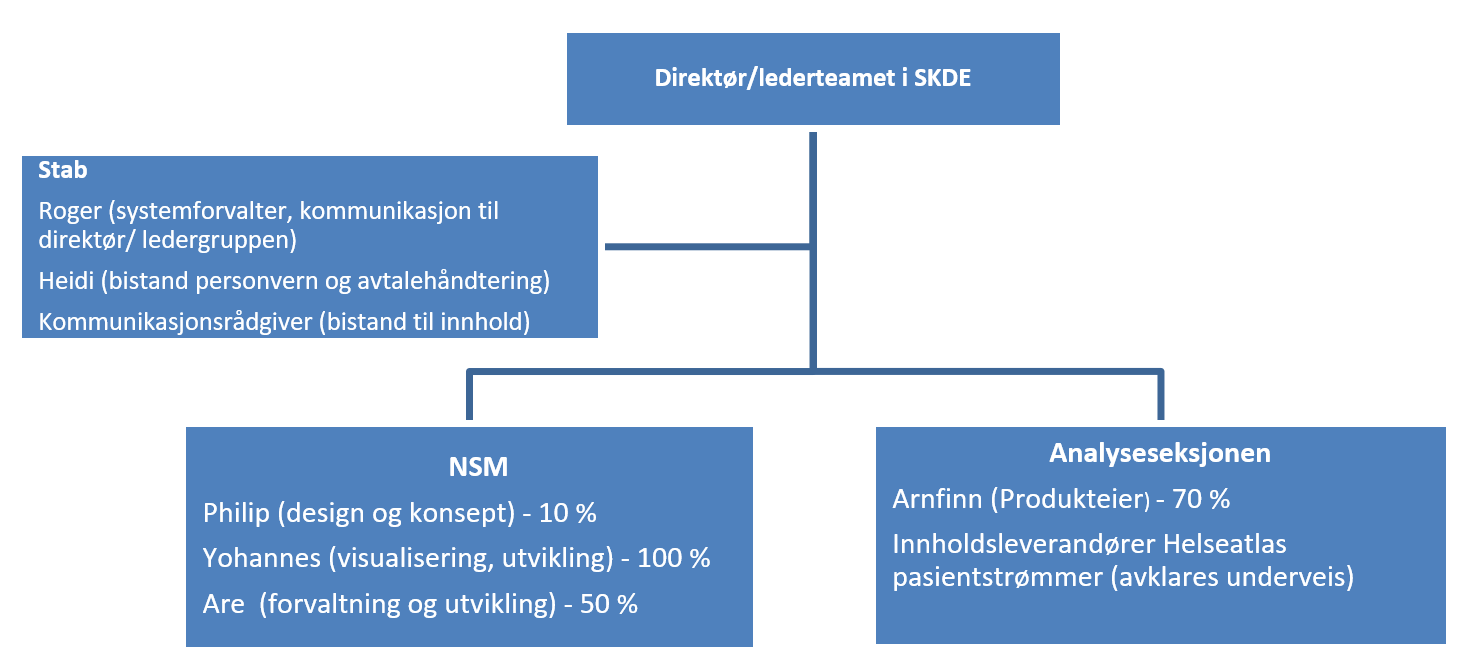 Direktør/lederteamet i SKDE
Stab
Roger (systemforvalter, kommunikasjon til
direktør/ ledergruppen)
Heidi (bistand personvern og avtalehåndtering)
Kommunikasjonsrådgiver (bistand til innhold)
NSM
Philip (design og konsept) - 10 %
Yohannes (visualisering, utvikling) - 100 %
Are  (forvaltning og utvikling) - 50 %
Analyseseksjonen
Arnfinn (Produkteier) - 70 %
Innholdsleverandører Helseatlas
pasientstrømmer (avklares underveis)